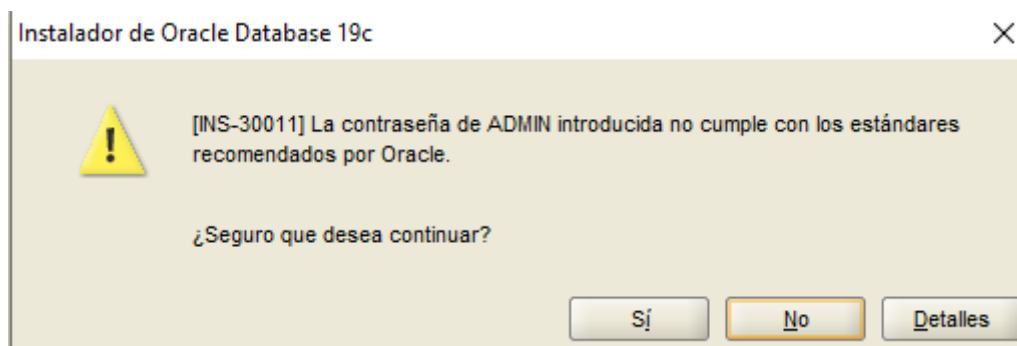 Instalador de Oracle Database 19c
[INS-30011] La contraseña de ADMIN introducida no cumple con los estándares
recomendados por Oracle.
¿Seguro que desea continuar?
Sí No Detalles